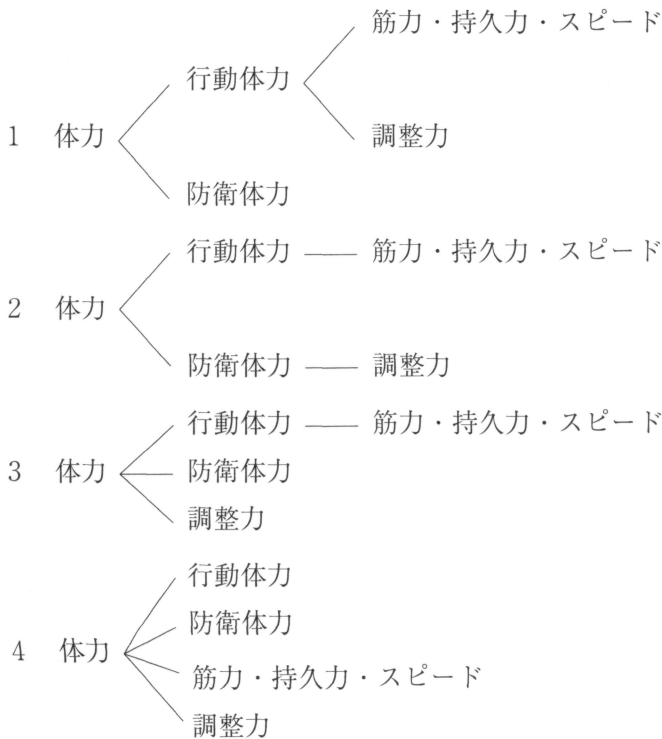 筋力・持久力・スピード
行動体力
1 体力
調整力
防衛体力
行動体力 筋力・持久力・スピード
2 体力
防衛体力 調整力
行動体力 筋力・持久力・スピード
3 体力 防衛体力
調整力
行動体力
防衛体力
4 体力
筋力・持久力・スピード
調整力